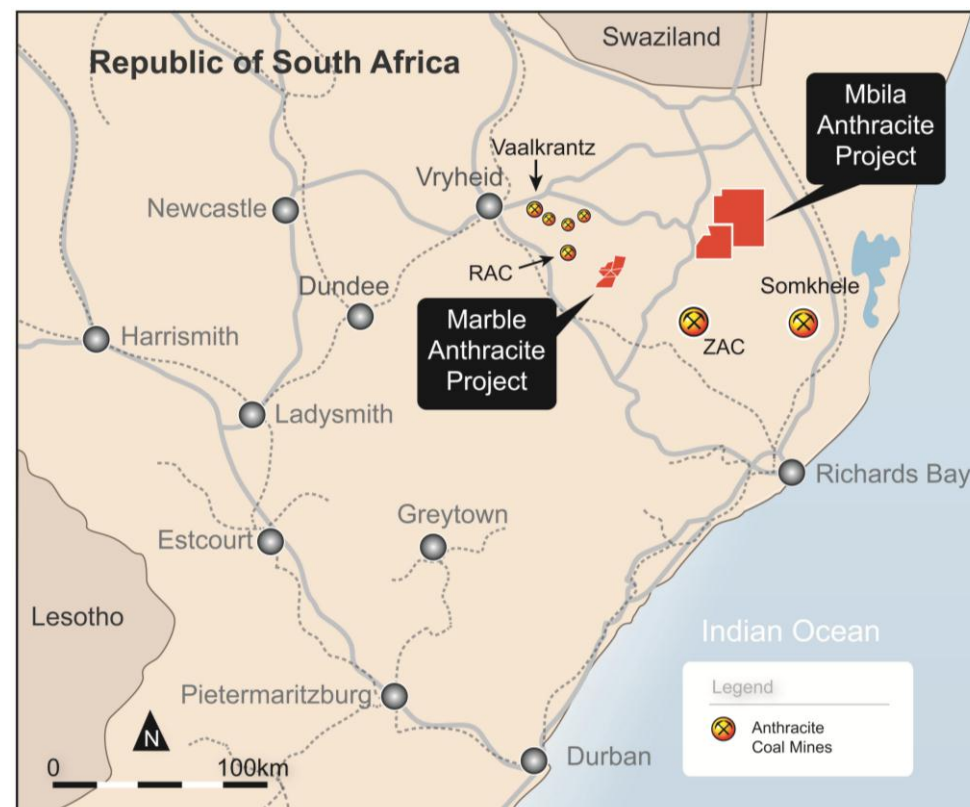 Swaziland
Republic of South Africa
Mbila
Anthracite
Project
Vaalkrantz
Vryheid
Newcastle
RAC
Dundee
Somkhele
Marble
Anthracite
Project
ZAC
Harrismith
Ladysmith
Richards Bay
Greytown
Estcourt
Lesotho
Indian Ocean
Legend
Anthracite
Coal Mines
Pietermaritzburg
N
Durban
0 100km